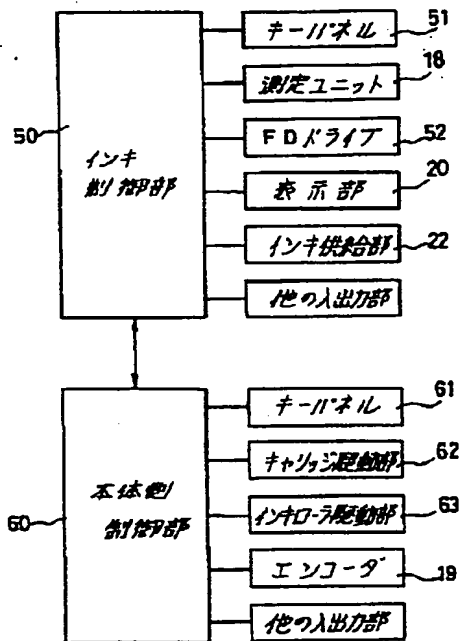 キーパネル 51
測定ユニット 18
50 インキ
制御部
FDドライブ 52
表示部 20
インキ供給部 22
他の入出力部
キーパネル 61
キャリッジ駆動部 62
60 本体側
制御部
インキローラ駆動部 63
エンコーダ 19
他の入出力部